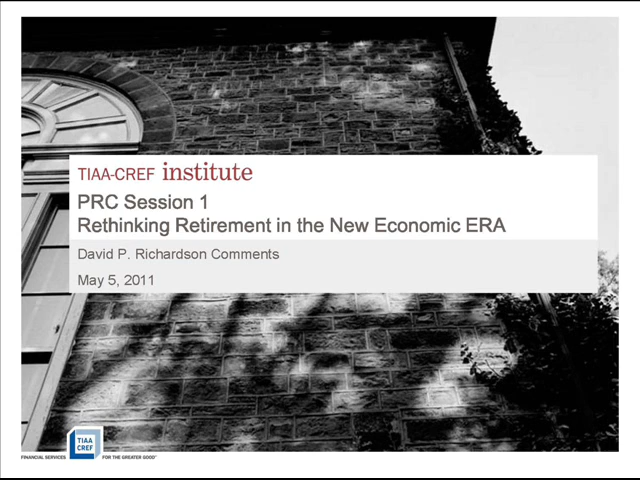 TIAA-CREF institute
PRC Session 1
Rethinking Retirement in the New Economic ERA
David P. Richardson Comments
May 5, 2011
TIAA
CREF
FINANCIAL SERVICES FOR THE GREATER GOOD™